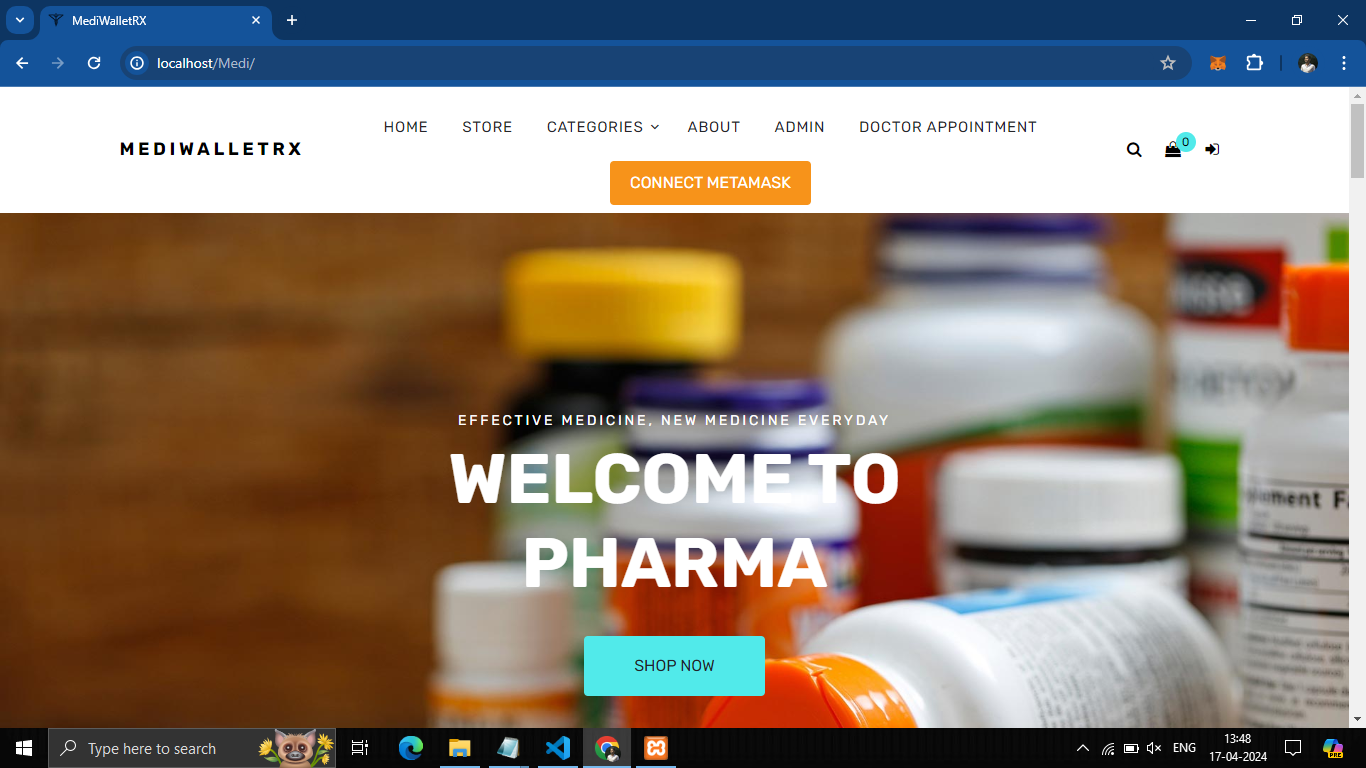 MediWalletRX
localhost/Medi/
MEDIWALLETRX
HOME STORE CATEGORIES ABOUT ADMIN DOCTOR APPOINTMENT
0
CONNECT METAMASK
EFFECTIVE MEDICINE, NEW MEDICINE EVERYDAY
WELCOME TO
PHARMA
SHOP NOW
Type here to search
ENG
13:48
17-04-2024
PRE